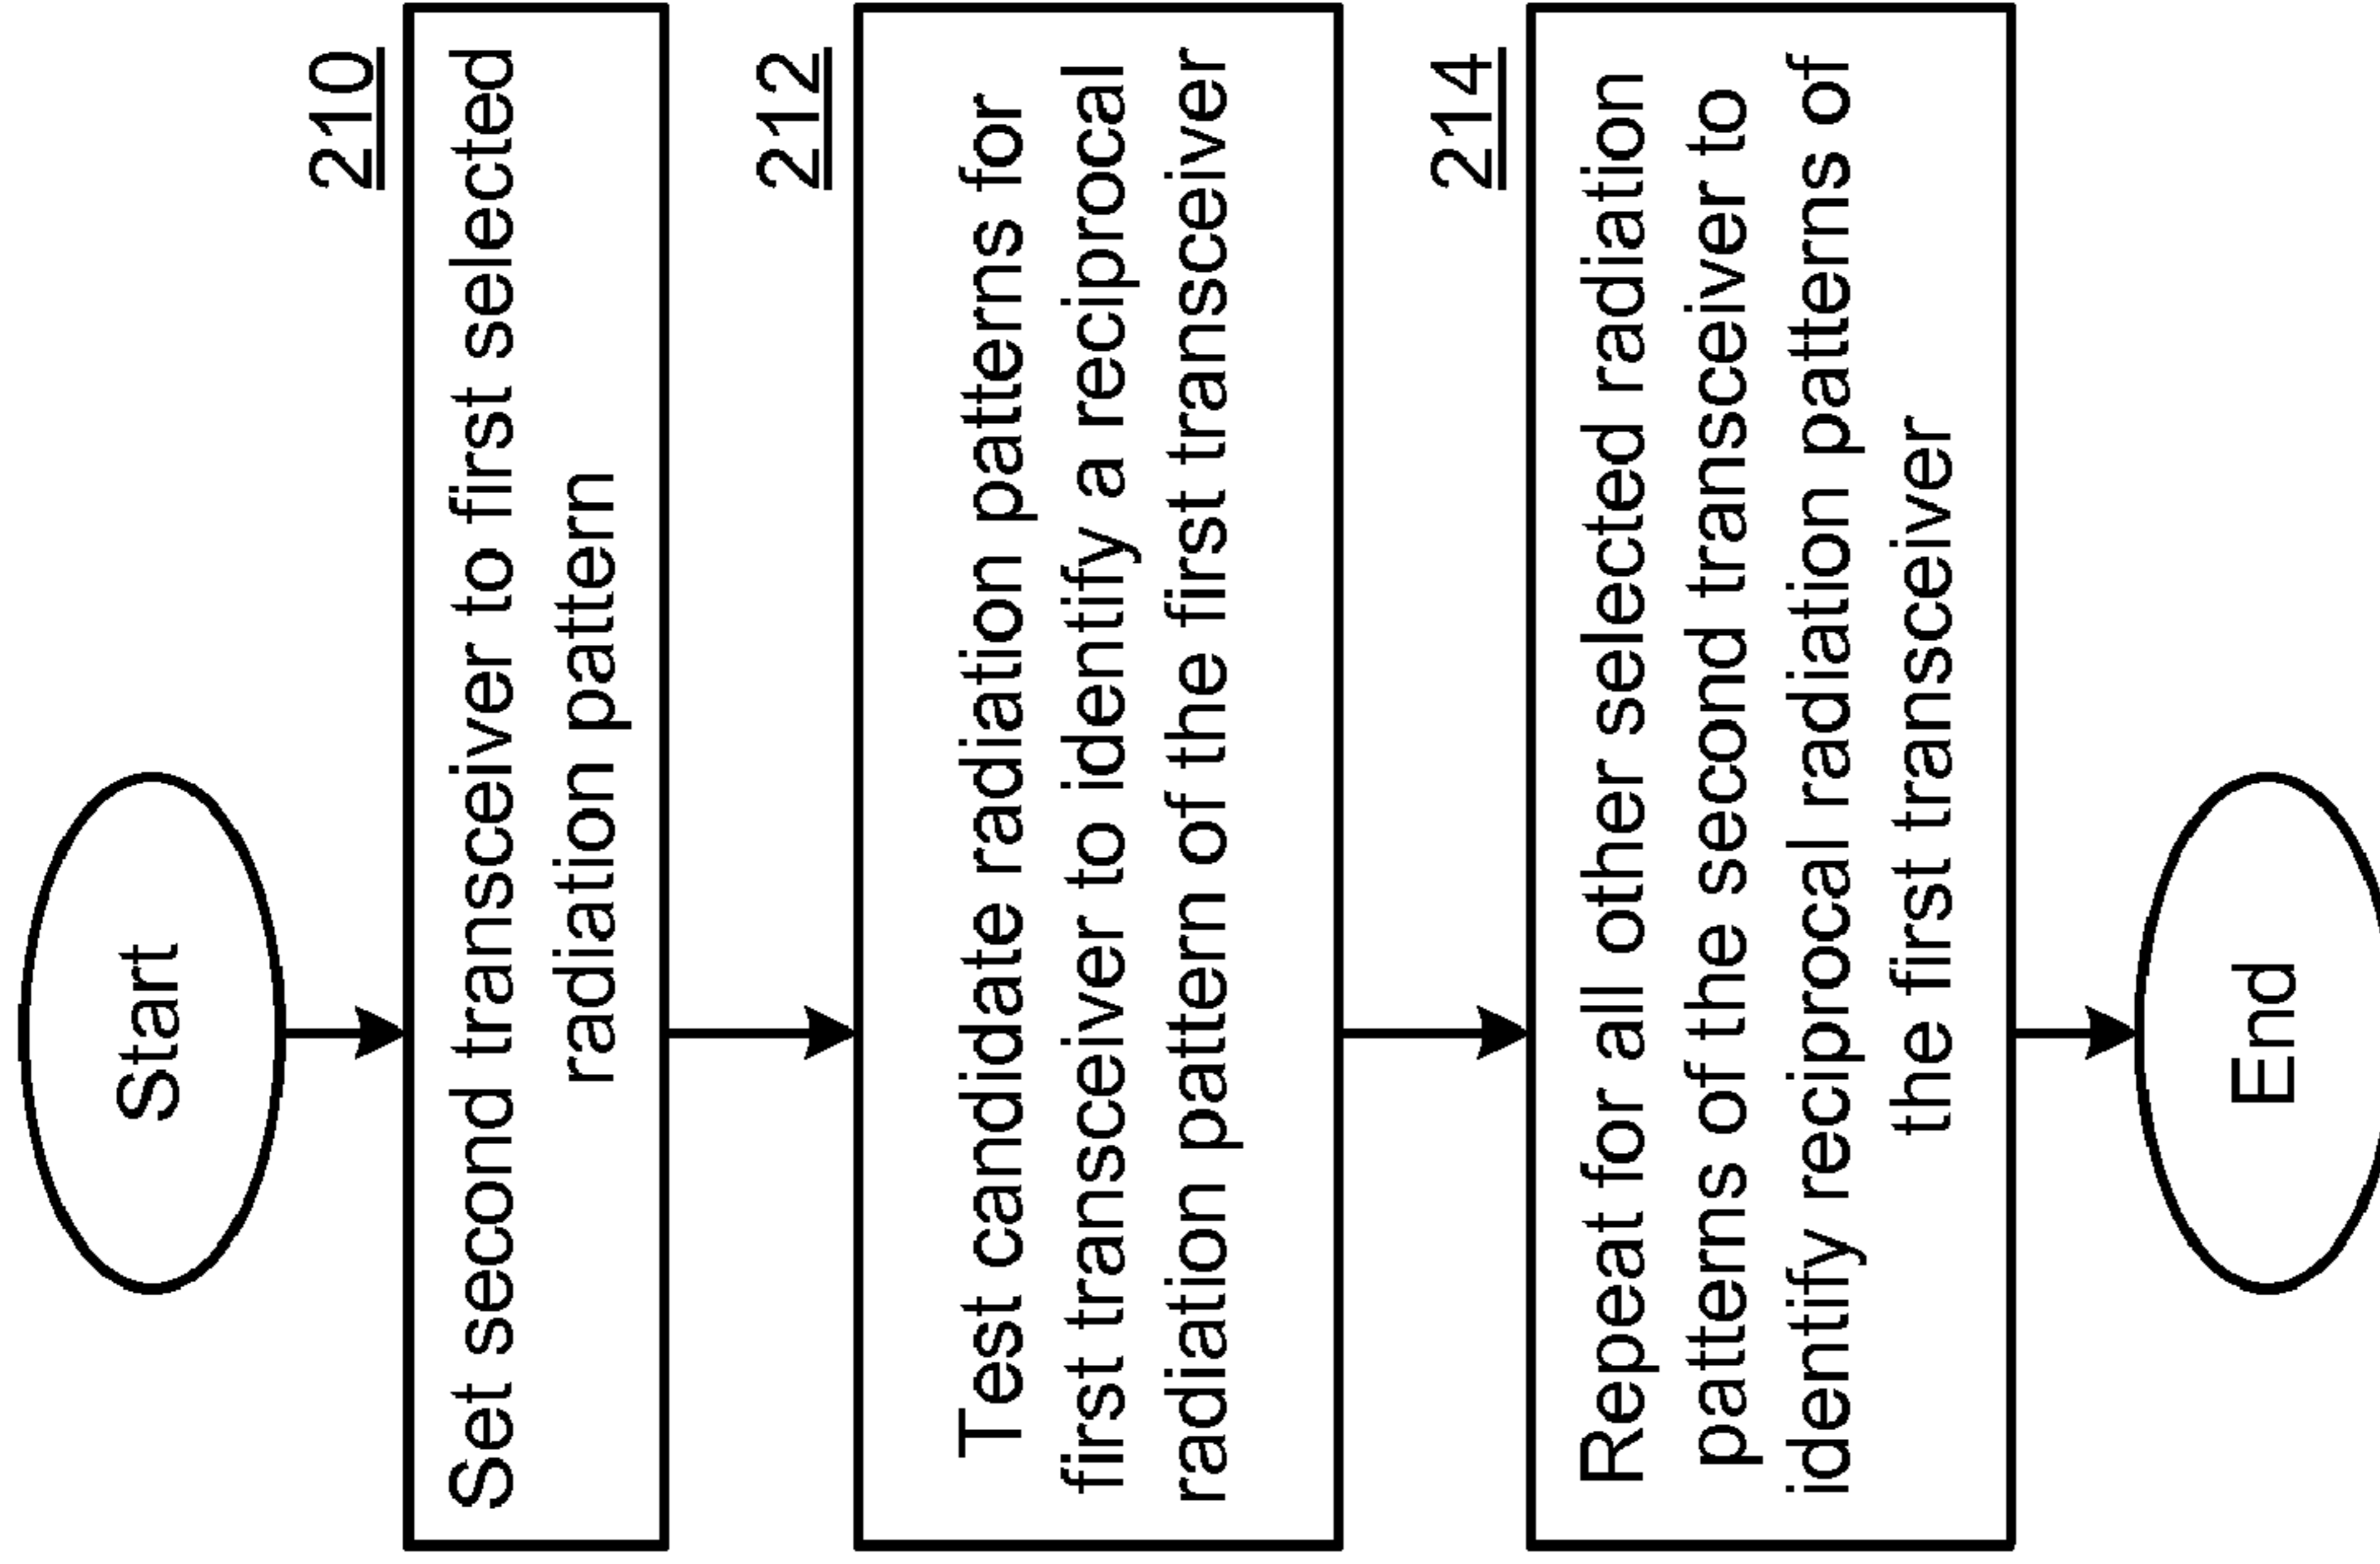 Start
210
Set second transceiver to first selected
radiation pattern
212
Test candidate radiation patterns for
first transceiver to identify a reciprocal
radiation pattern of the first transceiver
214
Repeat for all other selected radiation
patterns of the second transceiver to
identify reciprocal radiation patterns of
the first transceiver
End